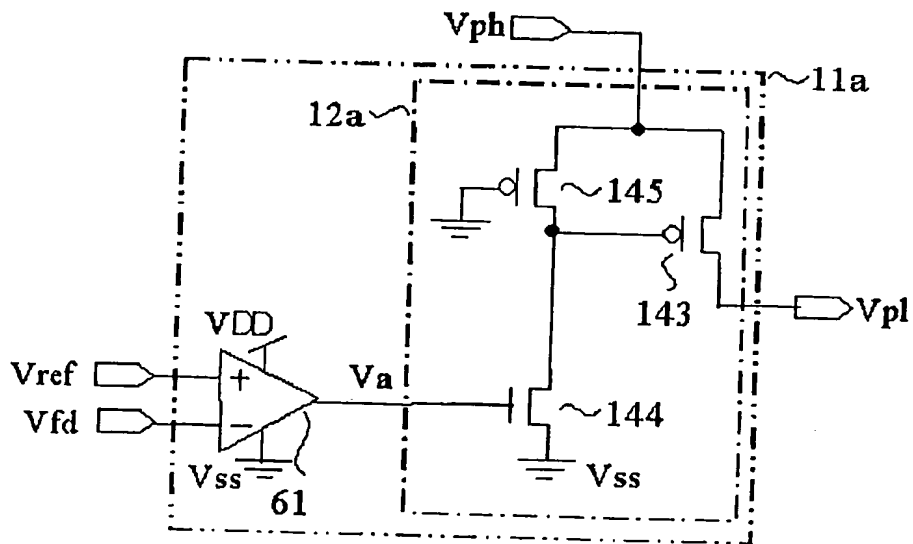 Vph
11a
12a
145
143
Vpl
VDD
Vref
+
Va
Vfd
−
144
Vss
Vss
61